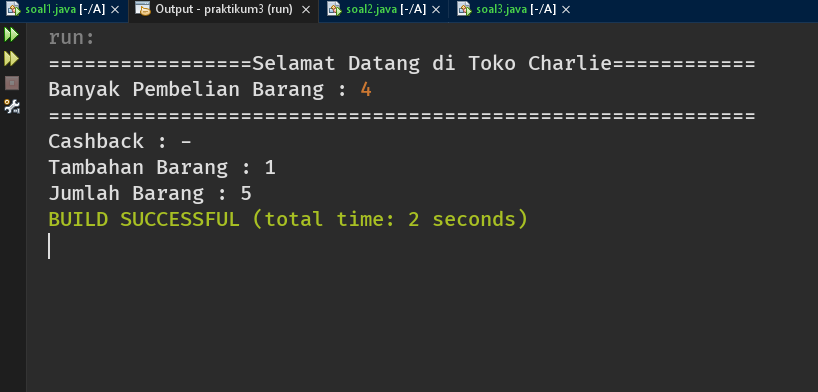 soal1.java [-/A] × Output - praktikum3 (run) × soal2.java [-/A] × soal3.java [-/A] ×
run:
=================Selamat Datang di Toko Charlie============
Banyak Pembelian Barang : 4
===========================================================
Cashback : -
Tambahan Barang : 1
Jumlah Barang : 5
BUILD SUCCESSFUL (total time: 2 seconds)